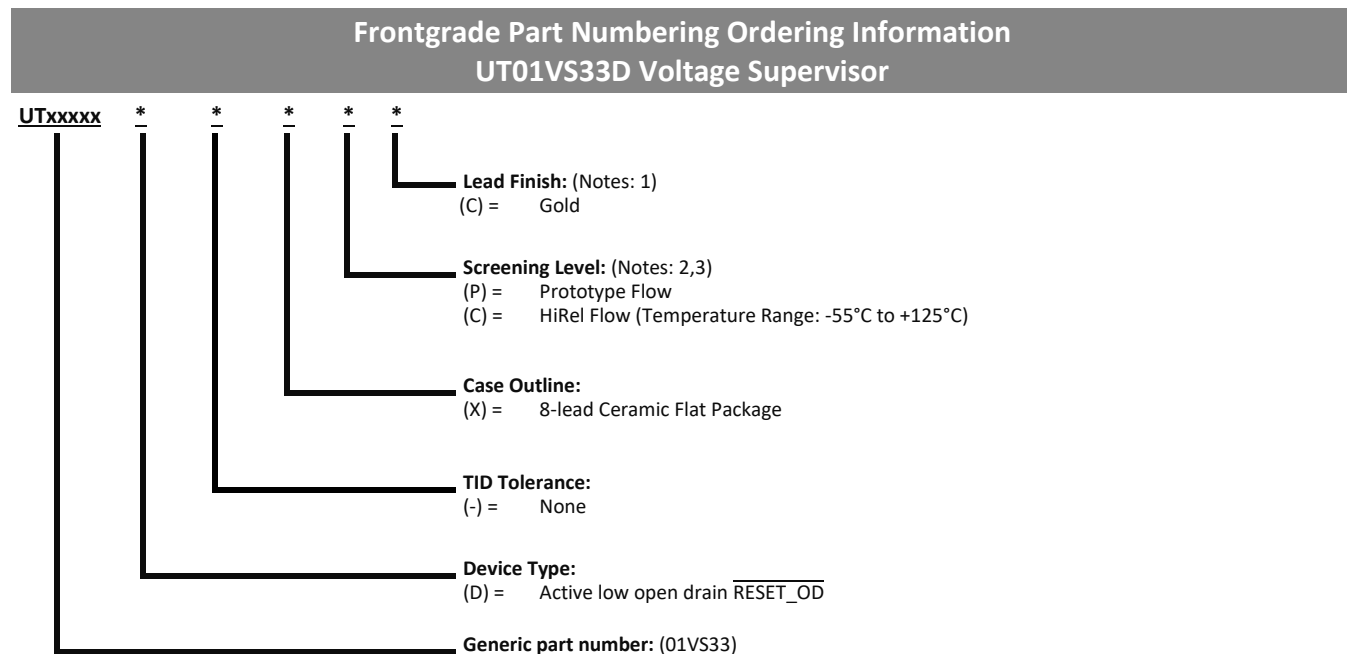 Frontgrade Part Numbering Ordering Information
UT01VS33D Voltage Supervisor
UTxxxxx * * * * *
Lead Finish: (Notes: 1)
(C) = Gold
Screening Level: (Notes: 2,3)
(P) = Prototype Flow
(C) = HiRel Flow (Temperature Range: -55°C to +125°C)
Case Outline:
(X) = 8-lead Ceramic Flat Package
TID Tolerance:
(-) = None
Device Type:
(D) = Active low open drain RESET_OD
Generic part number: (01VS33)